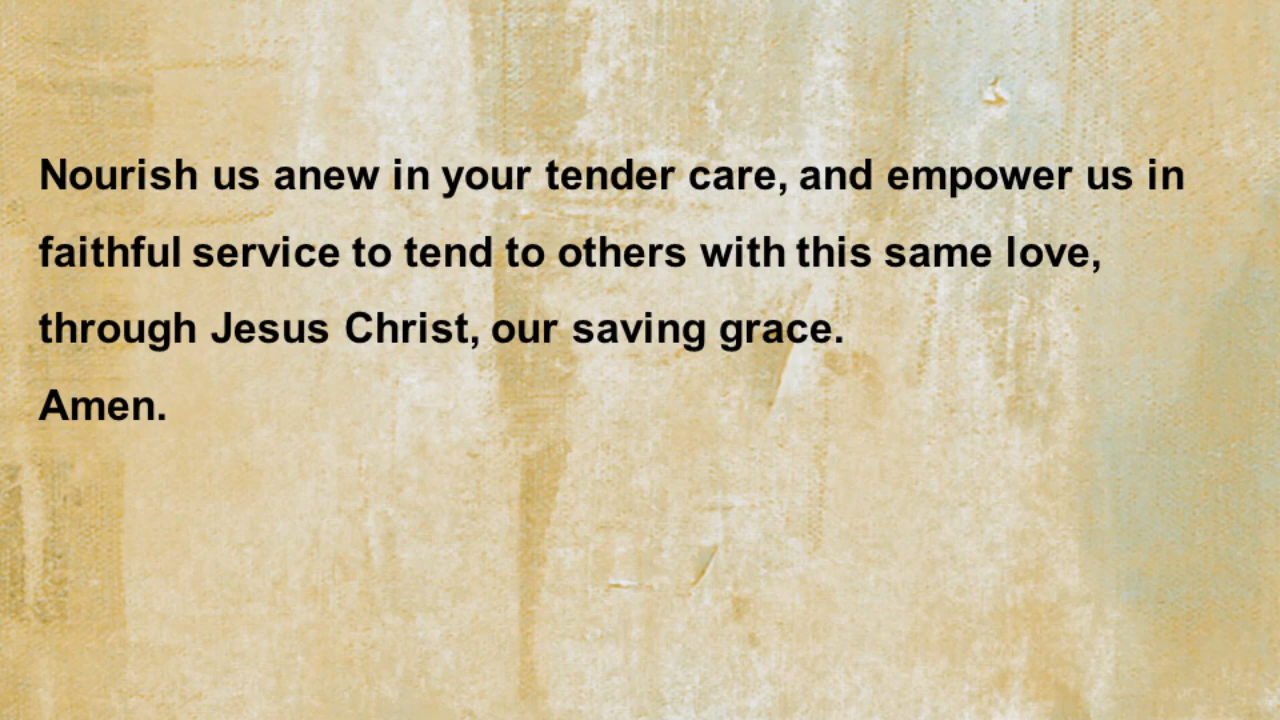 Nourish us anew in your tender care, and empower us in
faithful service to tend to others with this same love,
through Jesus Christ, our saving grace.
Amen.